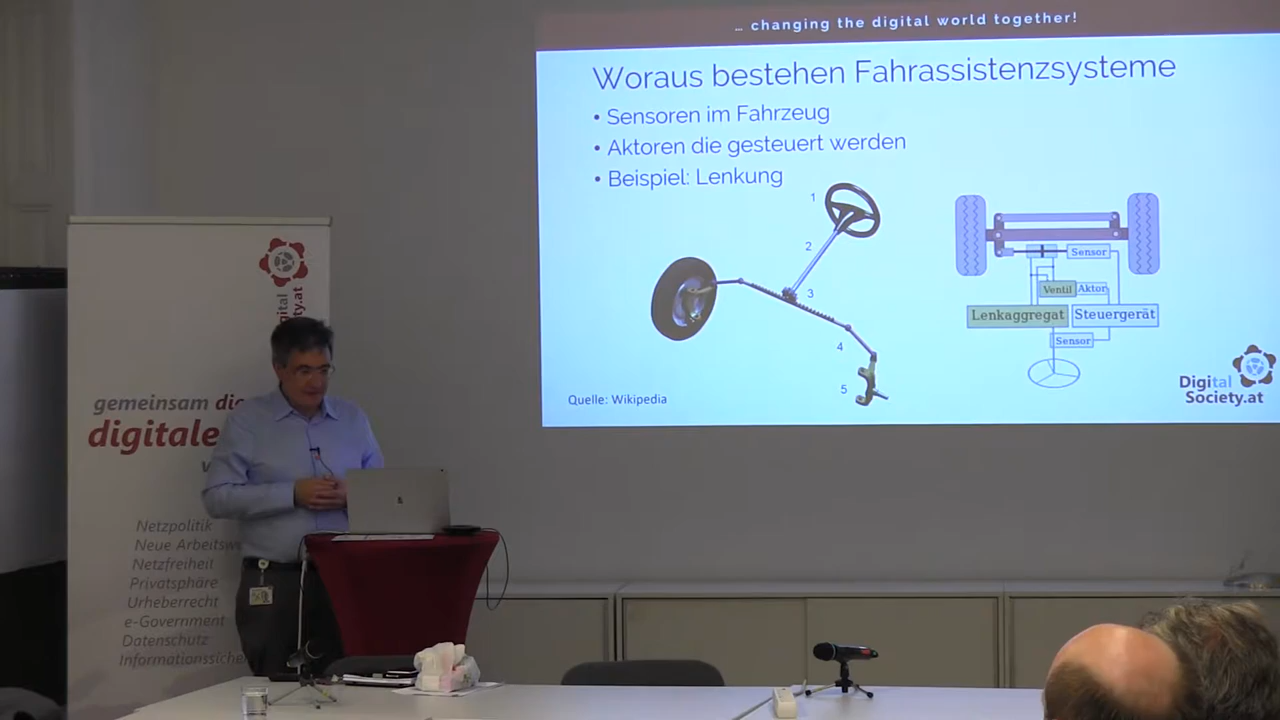 … changing the digital world together!
Woraus bestehen Fahrassistenzsysteme
• Sensoren im Fahrzeug
• Aktoren die gesteuert werden
• Beispiel: Lenkung
1
2
3
4
5
Sensor
Ventil
Aktor
Lenkaggregat
Steuergerät
Sensor
Quelle: Wikipedia
Digital
Society.at
gemeinsam die
digitale
Netzpolitik
Neue
Netzfreiheit
Privatsphäre
Urheberrecht
e-Government
Datenschutz